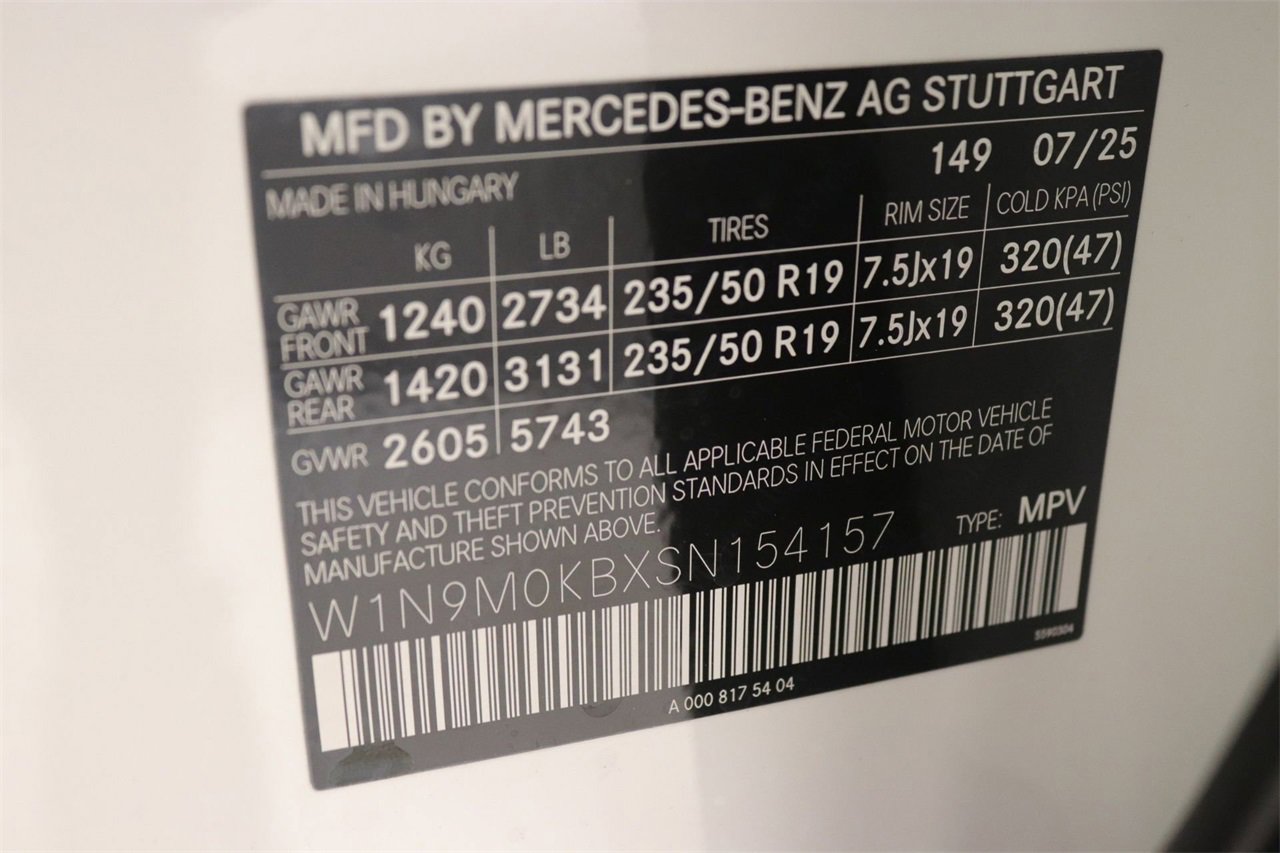 MFD BY MERCEDES-BENZ AG STUTTGART
149 07/25
MADE IN HUNGARY
KG LB TIRES RIM SIZE COLD KPA (PSI)
GAWR FRONT 1240 2734 235/50 R19 7.5Jx19 320(47)
GAWR REAR 1420 3131 235/50 R19 7.5Jx19 320(47)
GVWR 2605 5743
THIS VEHICLE CONFORMS TO ALL APPLICABLE FEDERAL MOTOR VEHICLE
SAFETY AND THEFT PREVENTION STANDARDS IN EFFECT ON THE DATE OF
MANUFACTURE SHOWN ABOVE.
TYPE: MPV
W1N9M0KBXSN154157
5590304
A 000 817 54 04